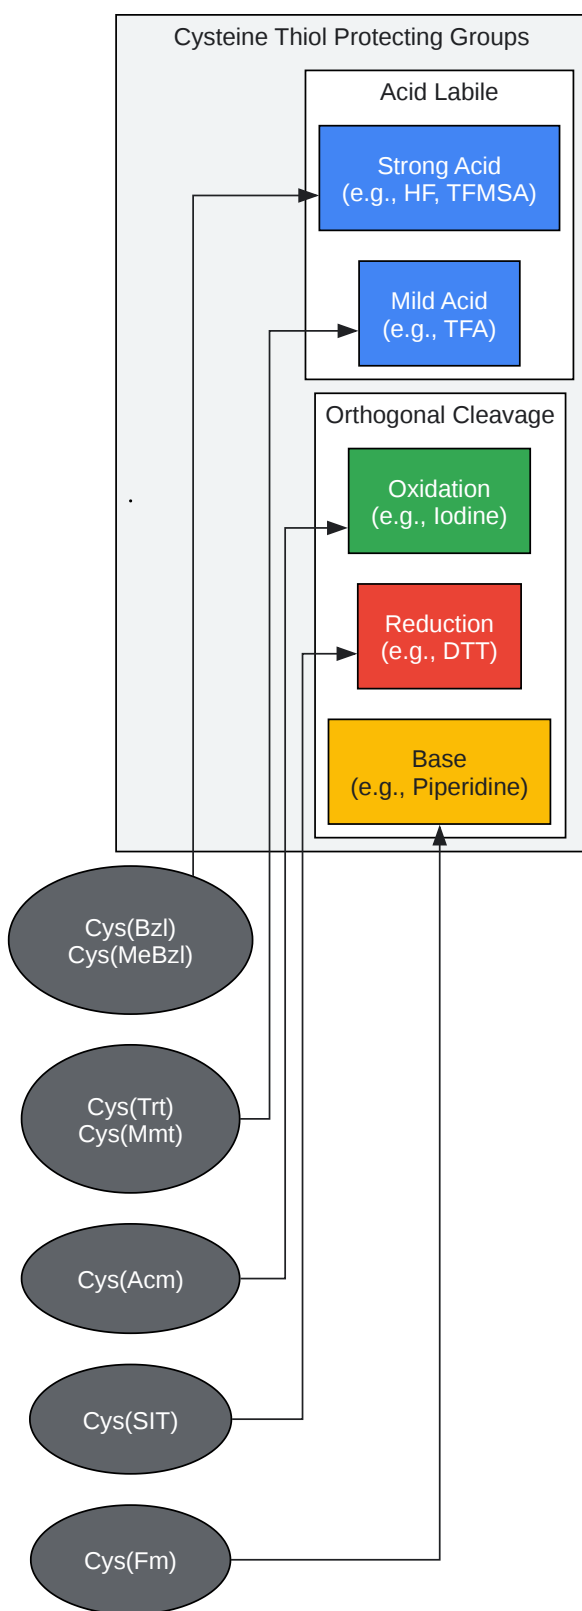 Cysteine Thiol Protecting Groups
Acid Labile
Strong Acid
(e.g., HF, TFMSA)
Mild Acid
(e.g., TFA)
Orthogonal Cleavage
Oxidation
(e.g., Iodine)
Reduction
(e.g., DTT)
Base
(e.g., Piperidine)
Cys(Bzl)
Cys(MeBzl)
Cys(Trt)
Cys(Mmt)
Cys(Acm)
Cys(SIT)
Cys(Fm)